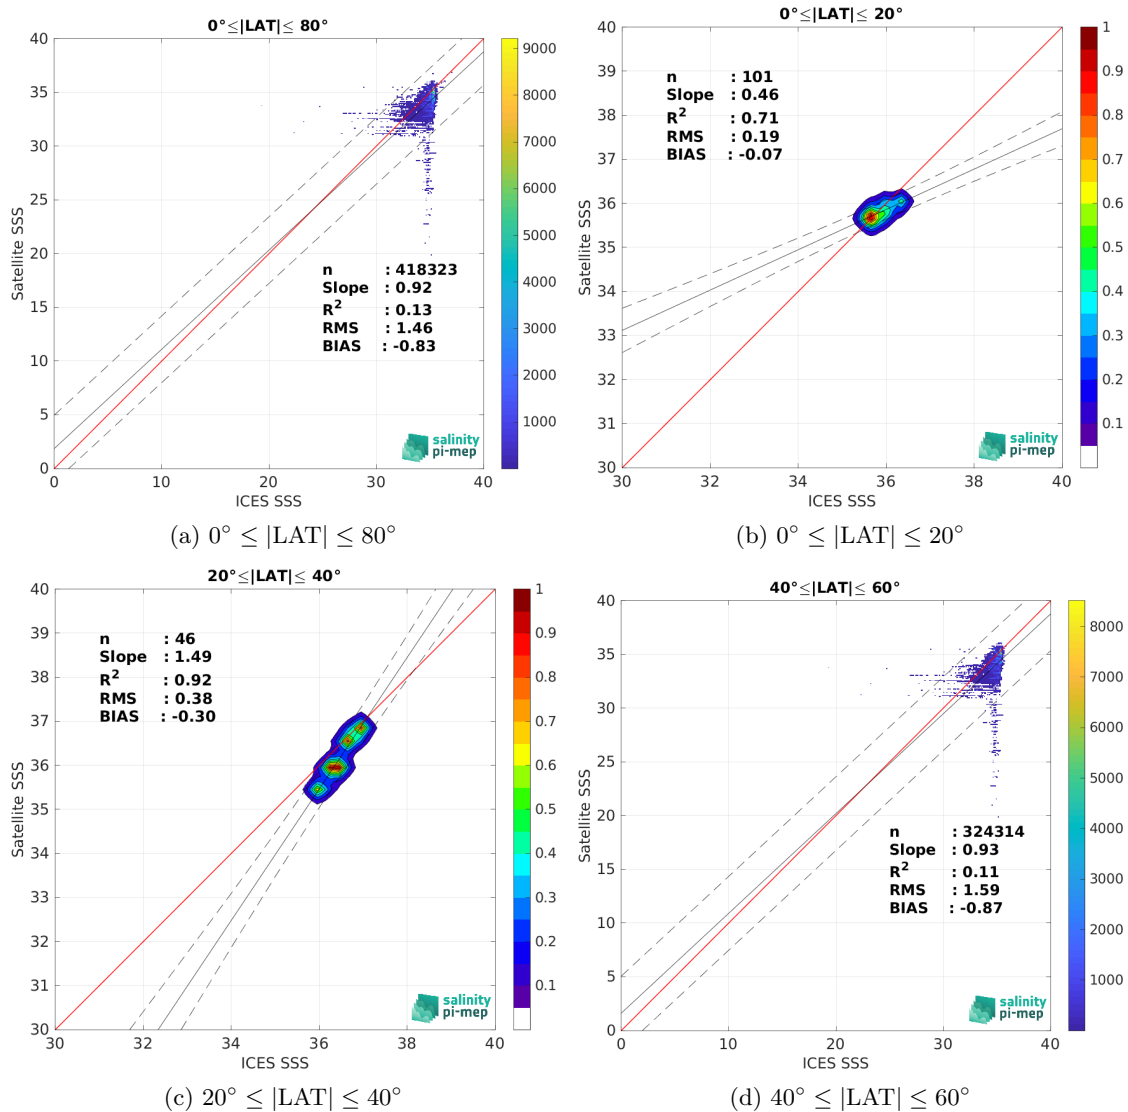 0°≤|LAT|≤ 80°
40
35
30
25
20
15
10
5
0
Satellite SSS
n : 418323
Slope : 0.92
R² : 0.13
RMS : 1.46
BIAS : -0.83
salinity
pi-mep
0 10 20 30 40
ICES SSS
9000
8000
7000
6000
5000
4000
3000
2000
1000
(a) 0° ≤ |LAT| ≤ 80°
0°≤|LAT|≤ 20°
40
39
38
37
36
35
34
33
32
31
30
Satellite SSS
n : 101
Slope : 0.46
R² : 0.71
RMS : 0.19
BIAS : -0.07
salinity
pi-mep
30 32 34 36 38 40
ICES SSS
1
0.9
0.8
0.7
0.6
0.5
0.4
0.3
0.2
0.1
(b) 0° ≤ |LAT| ≤ 20°
20°≤|LAT|≤ 40°
40
39
38
37
36
35
34
33
32
31
30
Satellite SSS
n : 46
Slope : 1.49
R² : 0.92
RMS : 0.38
BIAS : -0.30
salinity
pi-mep
30 32 34 36 38 40
ICES SSS
1
0.9
0.8
0.7
0.6
0.5
0.4
0.3
0.2
0.1
(c) 20° ≤ |LAT| ≤ 40°
40°≤|LAT|≤ 60°
40
35
30
25
20
15
10
5
0
Satellite SSS
n : 324314
Slope : 0.93
R² : 0.11
RMS : 1.59
BIAS : -0.87
salinity
pi-mep
0 10 20 30 40
ICES SSS
8000
7000
6000
5000
4000
3000
2000
1000
(d) 40° ≤ |LAT| ≤ 60°